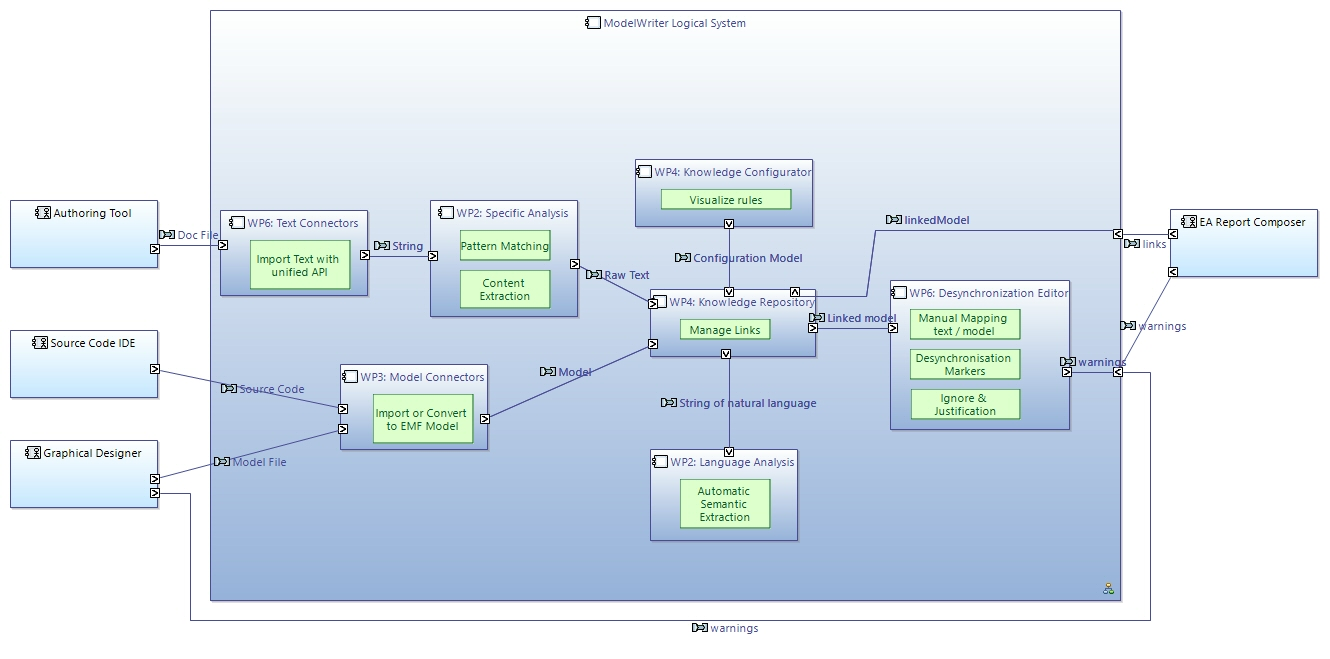 ModelWriter Logical System
Authoring Tool
Doc File
WP6: Text Connectors
Import Text with
unified API
String
WP2: Specific Analysis
Pattern Matching
Content
Extraction
Raw Text
WP4: Knowledge Configurator
Visualize rules
Configuration Model
linkedModel
links
EA Report Composer
WP4: Knowledge Repository
Manage Links
Linked model
WP6: Desynchronization Editor
Manual Mapping
text / model
Desynchronisation
Markers
Ignore &
Justification
warnings
warnings
Source Code IDE
Source Code
WP3: Model Connectors
Import or Convert
to EMF Model
Model
String of natural language
Graphical Designer
Model File
WP2: Language Analysis
Automatic
Semantic
Extraction
warnings